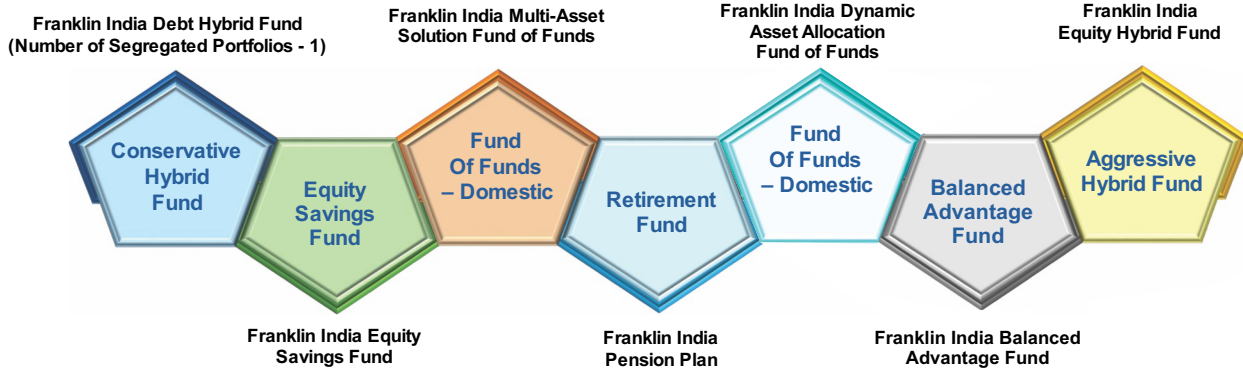 Franklin India Debt Hybrid Fund
(Number of Segregated Portfolios - 1)
Franklin India Multi-Asset
Solution Fund of Funds
Franklin India Dynamic
Asset Allocation
Fund of Funds
Franklin India
Equity Hybrid Fund
Conservative
Hybrid
Fund
Equity
Savings
Fund
Fund
Of Funds
– Domestic
Retirement
Fund
Fund
Of Funds
– Domestic
Balanced
Advantage
Fund
Aggressive
Hybrid Fund
Franklin India Equity
Savings Fund
Franklin India
Pension Plan
Franklin India Balanced
Advantage Fund